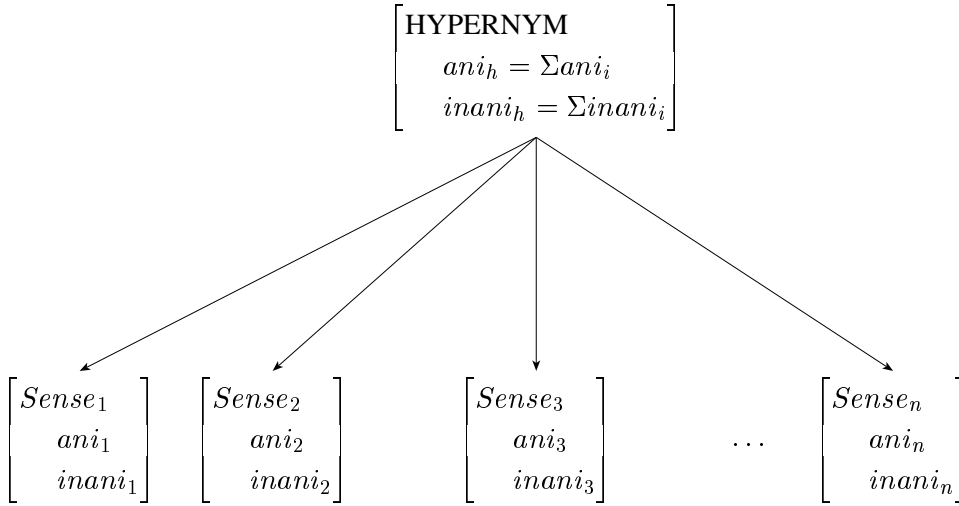 HYPERNYM
ani_h = Σani_i
inani_h = Σinani_i
Sense_1 Sense_2 Sense_3 Sense_n
ani_1 ani_2 ani_3 ... ani_n
inani_1 inani_2 inani_3 inani_n